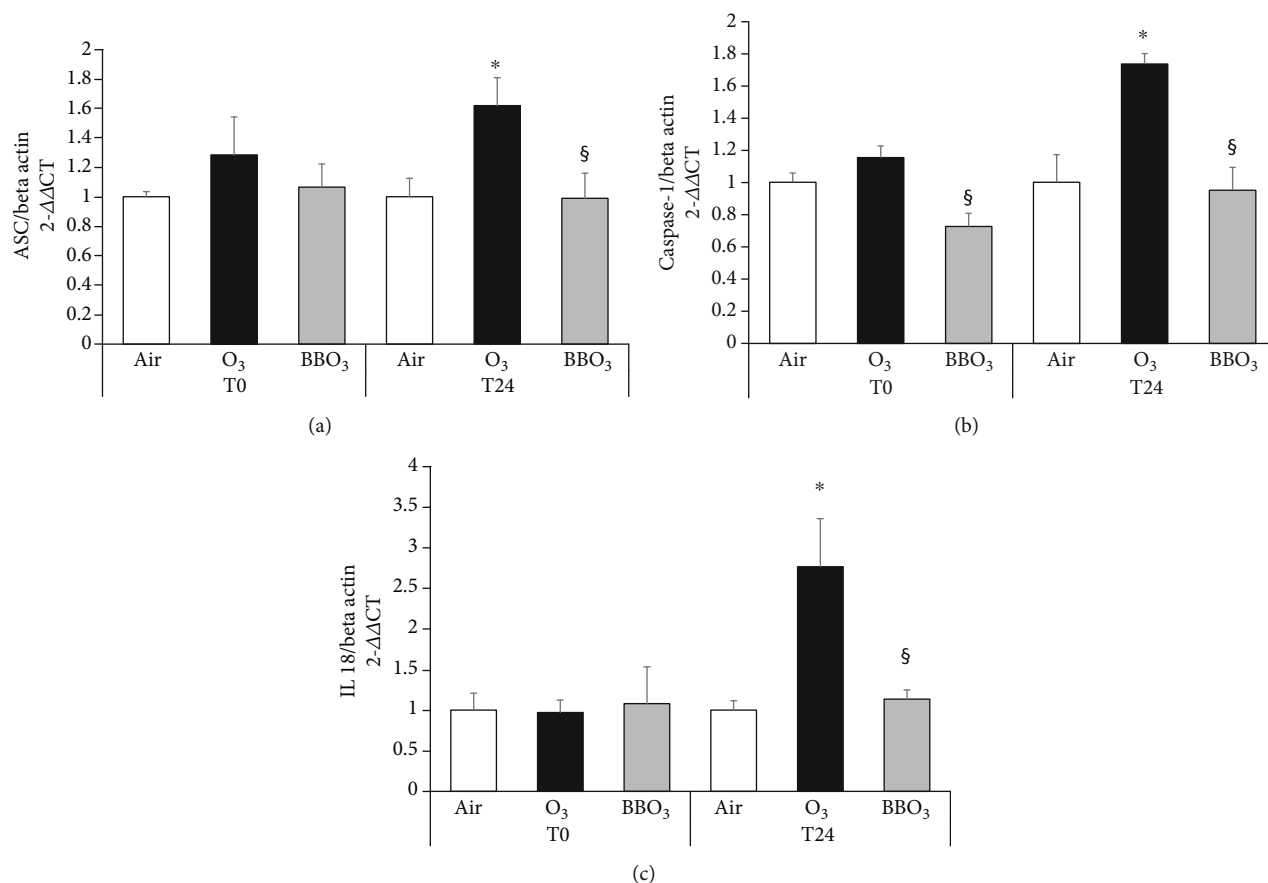 ASC/beta actin
2-ΔΔCT
2
1.8
1.6
1.4
1.2
1
0.8
0.6
0.4
0.2
0
*
§
Air O₃ BBO₃ Air O₃ BBO₃
T0 T24
(a)
Caspase-1/beta actin
2-ΔΔCT
2
1.8
1.6
1.4
1.2
1
0.8
0.6
0.4
0.2
0
*
§
§
Air O₃ BBO₃ Air O₃ BBO₃
T0 T24
(b)
IL 18/beta actin
2-ΔΔCT
4
3.5
3
2.5
2
1.5
1
0.5
0
*
§
Air O₃ BBO₃ Air O₃ BBO₃
T0 T24
(c)